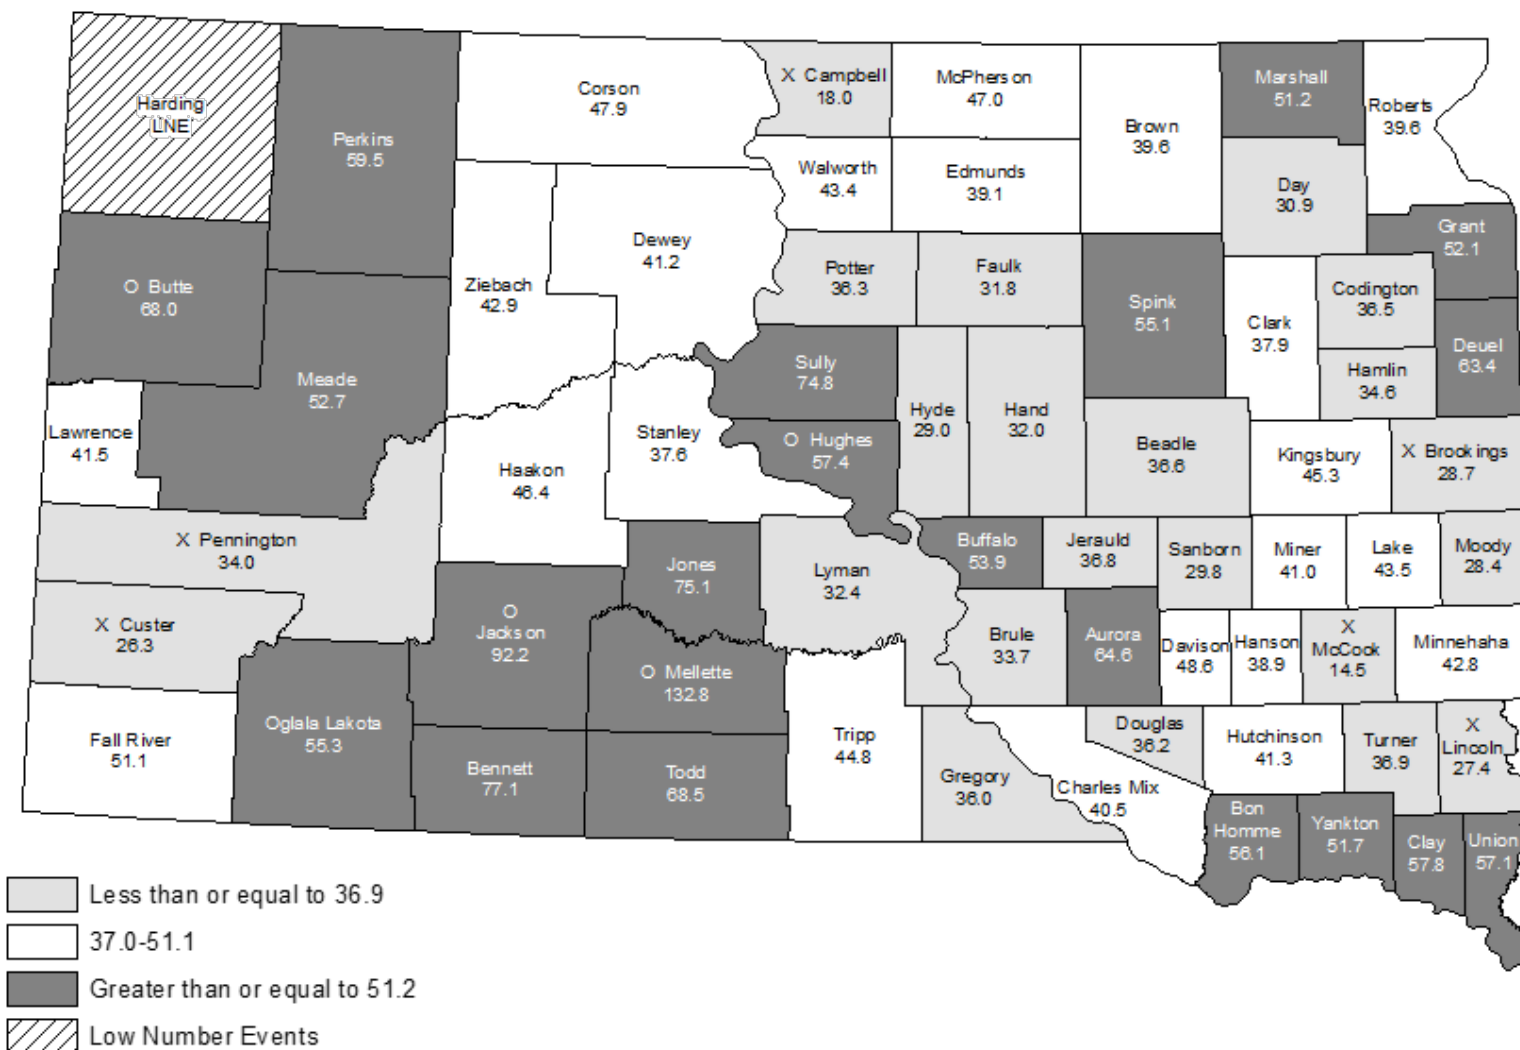 Harding
LNE
Perkins
59.5
Corson
47.9
X Campbell
18.0
McPherson
47.0
Brown
39.6
Marshall
51.2
Roberts
39.6
Walworth
43.4
Edmunds
39.1
Day
30.9
O Butte
68.0
Ziebach
42.9
Dewey
41.2
Potter
36.3
Faulk
31.8
Spink
55.1
Clark
37.9
Codington
36.5
Grant
52.1
Hamlin
34.6
Deuel
63.4
Meade
52.7
Lawrence
41.5
Haakon
46.4
Stanley
37.6
Sully
74.8
O Hughes
57.4
Hyde
29.0
Hand
32.0
Beadle
36.6
Kingsbury
45.3
X Brookings
28.7
X Pennington
34.0
Jones
75.1
Lyman
32.4
Buffalo
53.9
Jerauld
36.8
Sanborn
29.8
Miner
41.0
Lake
43.5
Moody
28.4
X Custer
26.3
O
Jackson
92.2
O Mellette
132.8
Brule
33.7
Aurora
64.6
Davison
48.6
Hanson
38.9
X
McCook
14.5
Minnehaha
42.8
Fall River
51.1
Oglala Lakota
55.3
Bennett
77.1
Todd
68.5
Tripp
44.8
Gregory
36.0
Charles Mix
40.5
Douglas
36.2
Hutchinson
41.3
Turner
36.9
X
Lincoln
27.4
Bon
Homme
56.1
Yankton
51.7
Clay
57.8
Union
57.1
Less than or equal to 36.9
37.0-51.1
Greater than or equal to 51.2
Low Number Events